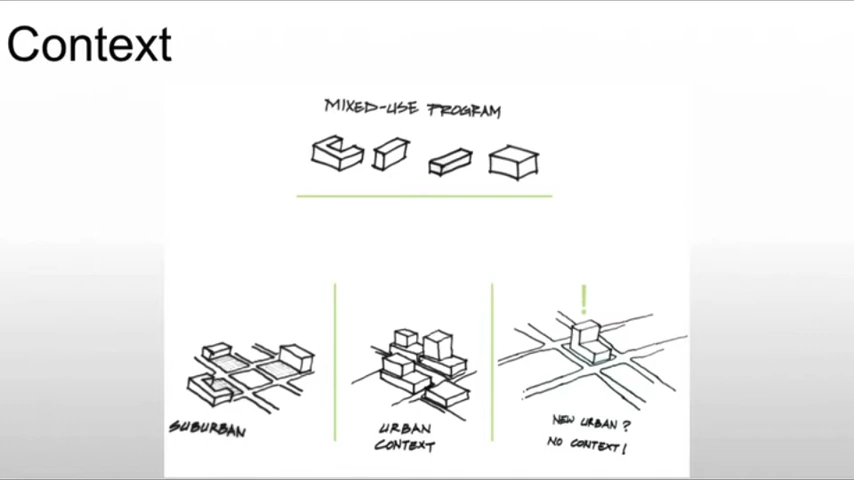 Context
MIXED-USE PROGRAM
!
SUBURBAN
URBAN
CONTEXT
NEW URBAN?
NO CONTEXT!